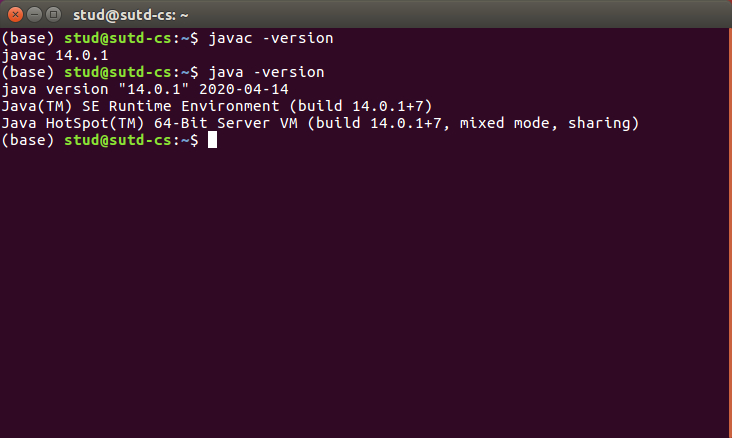 stud@sutd-cs: ~
(base) stud@sutd-cs:~$ javac -version
javac 14.0.1
(base) stud@sutd-cs:~$ java -version
java version "14.0.1" 2020-04-14
Java(TM) SE Runtime Environment (build 14.0.1+7)
Java HotSpot(TM) 64-Bit Server VM (build 14.0.1+7, mixed mode, sharing)
(base) stud@sutd-cs:~$